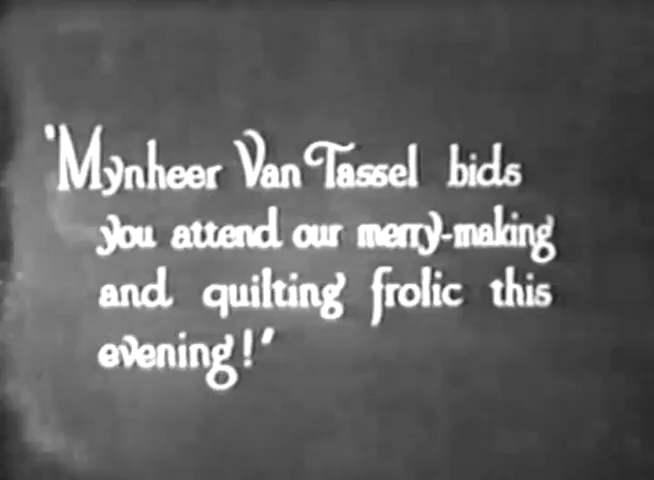 'Mynheer Van Tassel bids
you attend our merry-making
and quilting frolic this
evening!'